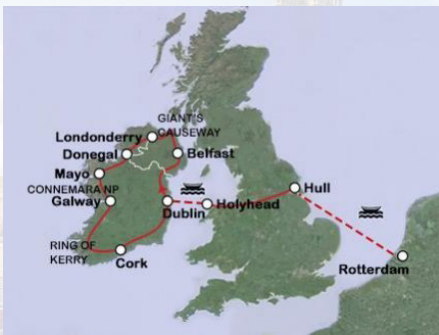 GIANT'S
CAUSEWAY
Londonderry
Donegal
Belfast
Mayo
CONNEMARA NP
Galway
Dublin
Holyhead
Hull
RING OF
KERRY
Cork
Rotterdam